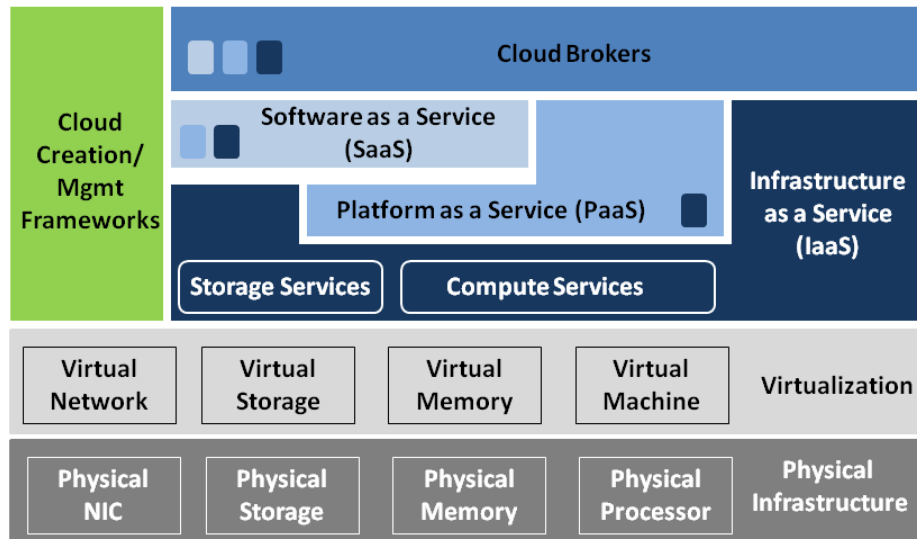 Cloud Brokers
Cloud
Creation/
Mgmt
Frameworks
Software as a Service
(SaaS)
Platform as a Service (PaaS)
Infrastructure
as a Service
(IaaS)
Storage Services
Compute Services
Virtual
Network
Virtual
Storage
Virtual
Memory
Virtual
Machine
Virtualization
Physical
NIC
Physical
Storage
Physical
Memory
Physical
Processor
Physical
Infrastructure